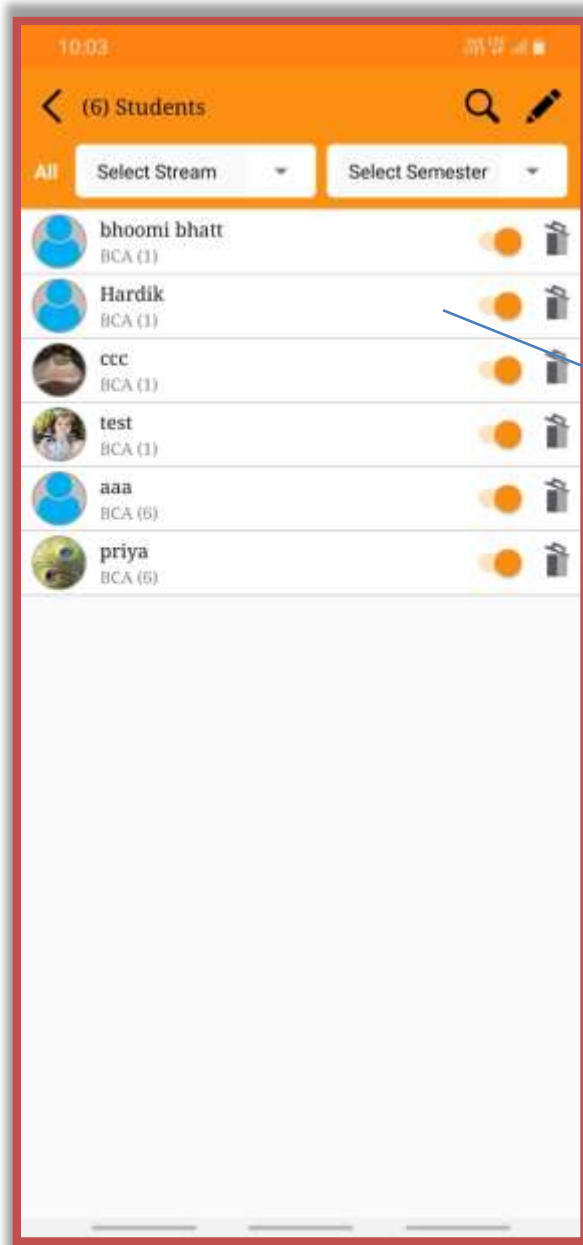 10:03
(6) Students
All Select Stream Select Semester
bhoomi bhatt
BCA (1)
Hardik
BCA (1)
ccc
BCA (1)
test
BCA (1)
aaa
BCA (6)
priya
BCA (6)